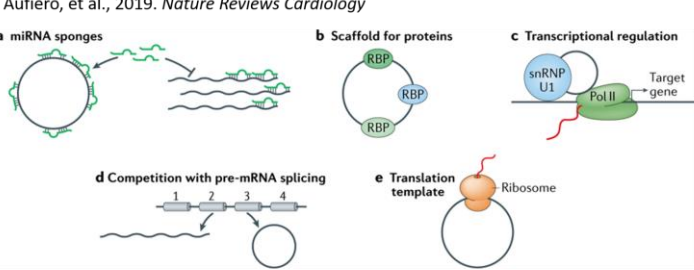 Aufiero, et al., 2019. Nature Reviews Cardiology
a miRNA sponges
b Scaffold for proteins
RBP
RBP
RBP
c Transcriptional regulation
snRNP
U1
Pol II
Target
gene
d Competition with pre-mRNA splicing
1 2 3 4
e Translation
template
Ribosome